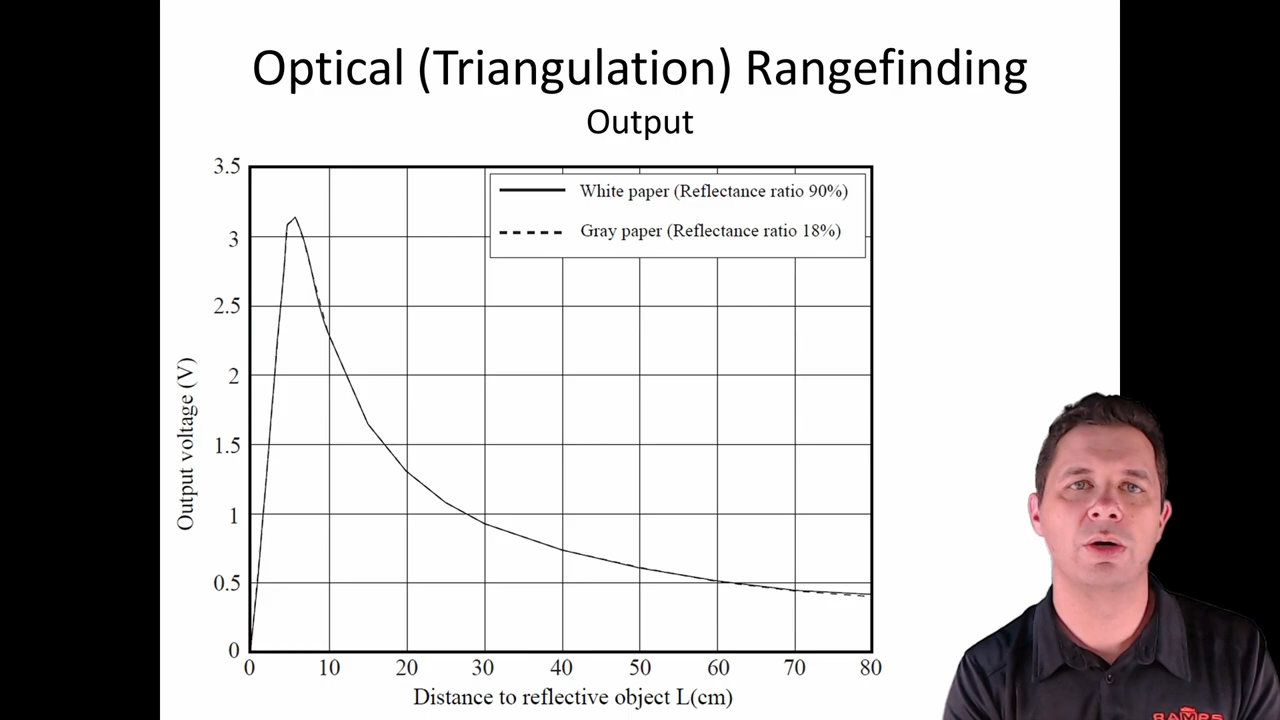 Optical (Triangulation) Rangefinding
Output
3.5
3
2.5
2
1.5
1
0.5
0
Output voltage (V)
White paper (Reflectance ratio 90%)
Gray paper (Reflectance ratio 18%)
0 10 20 30 40 50 60 70 80
Distance to reflective object L(cm)